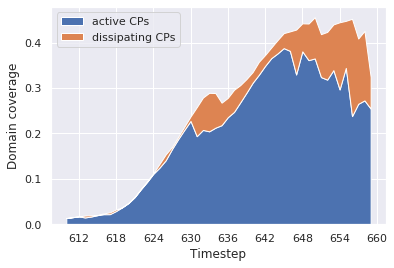 active CPs
dissipating CPs
Domain coverage
0.4
0.3
0.2
0.1
0.0
612 618 624 630 636 642 648 654 660
Timestep